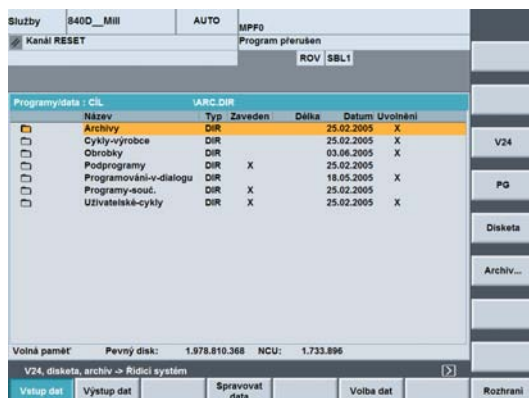 Služby 840D__Mill AUTO MPF0
Kanál RESET Program přerušen
ROV SBL1
Programy/data : CÍL \ARC.DIR
Název Typ Zaveden Délka Datum Uvolnění
Archivy DIR 25.02.2005 X
Cykly-výrobce DIR 25.02.2005 X
Obrobky DIR 03.06.2005 X
Podprogramy DIR X 25.02.2005
Programování-v-dialogu DIR 18.05.2005 X
Programy-souč. DIR X 25.02.2005
Uživatelské-cykly DIR X 25.02.2005 X
V24
PG
Disketa
Archiv...
Volná paměť Pevný disk: 1.978.810.368 NCU: 1.733.896
V24, disketa, archiv -> Řídicí systém
Vstup dat Výstup dat Spravovat data Volba dat Rozhraní